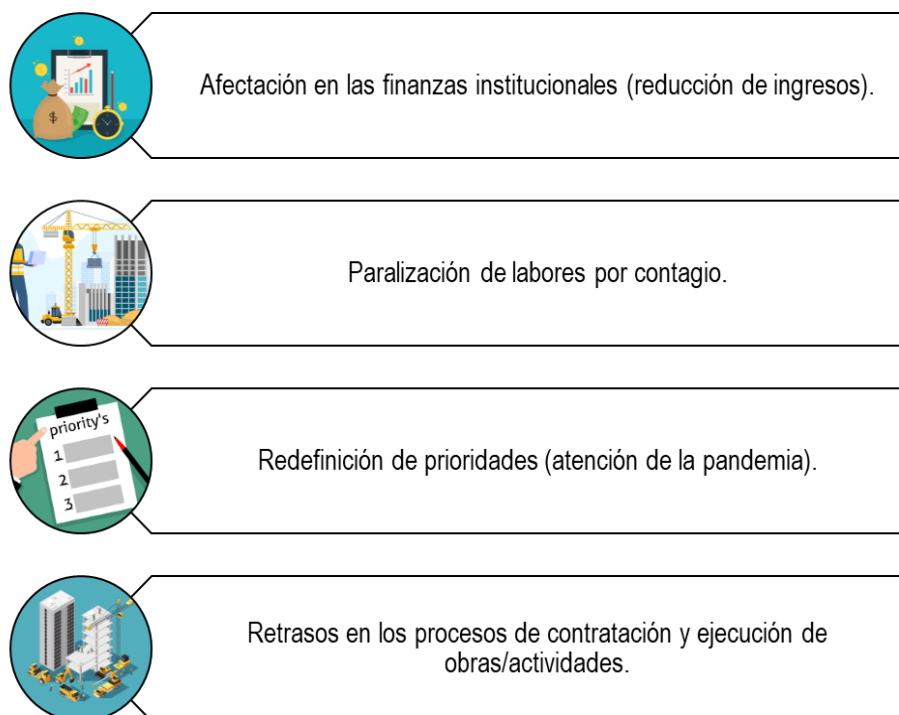 Afectación en las finanzas institucionales (reducción de ingresos).
$
Paralización de labores por contagio.
priority's
1
2
3
Redefinición de prioridades (atención de la pandemia).
Retrasos en los procesos de contratación y ejecución de
obras/actividades.